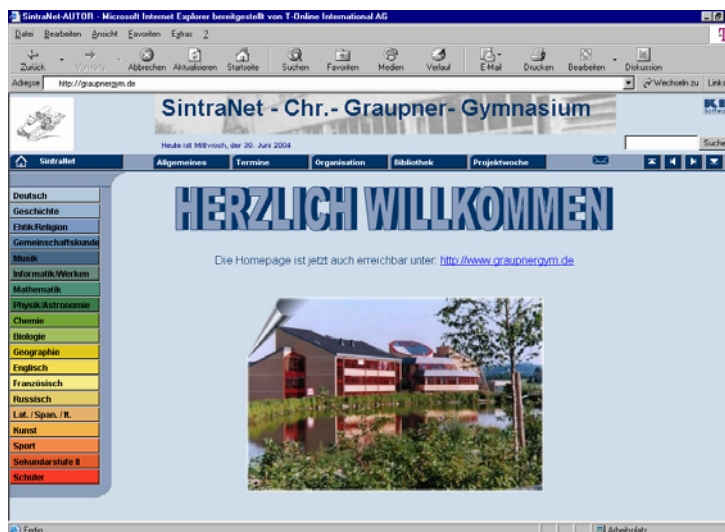 SintraNet-AUTOR - Microsoft Internet Explorer bereitgestellt von T-Online International AG
Datei Bearbeiten Ansicht Favoriten Extras ?
Zurück Vorwärts Abbrechen Aktualisieren Startseite Suchen Favoriten Medien Verlauf E-Mail Drucken Bearbeiten Diskussion
Adresse http://graupnergym.de Wechseln zu Links
SintraNet - Chr.- Graupner- Gymnasium
Heute ist Mittwoch, der 30. Juni 2004
Suche
SintraNet Allgemeines Termine Organisation Bibliothek Projektwoche
Deutsch
Geschichte
Ehtik/Religion
Gemeinschaftskunde
Musik
Informatik/Werken
Mathematik
Physik/Astronomie
Chemie
Biologie
Geographie
Englisch
Französisch
Russisch
Lat. / Span. / It.
Kunst
Sport
Sekundarstufe II
Schüler
HERZLICH WILLKOMMEN
Die Homepage ist jetzt auch erreichbar unter: http://www.graupnergym.de
Fertig Arbeitsplatz